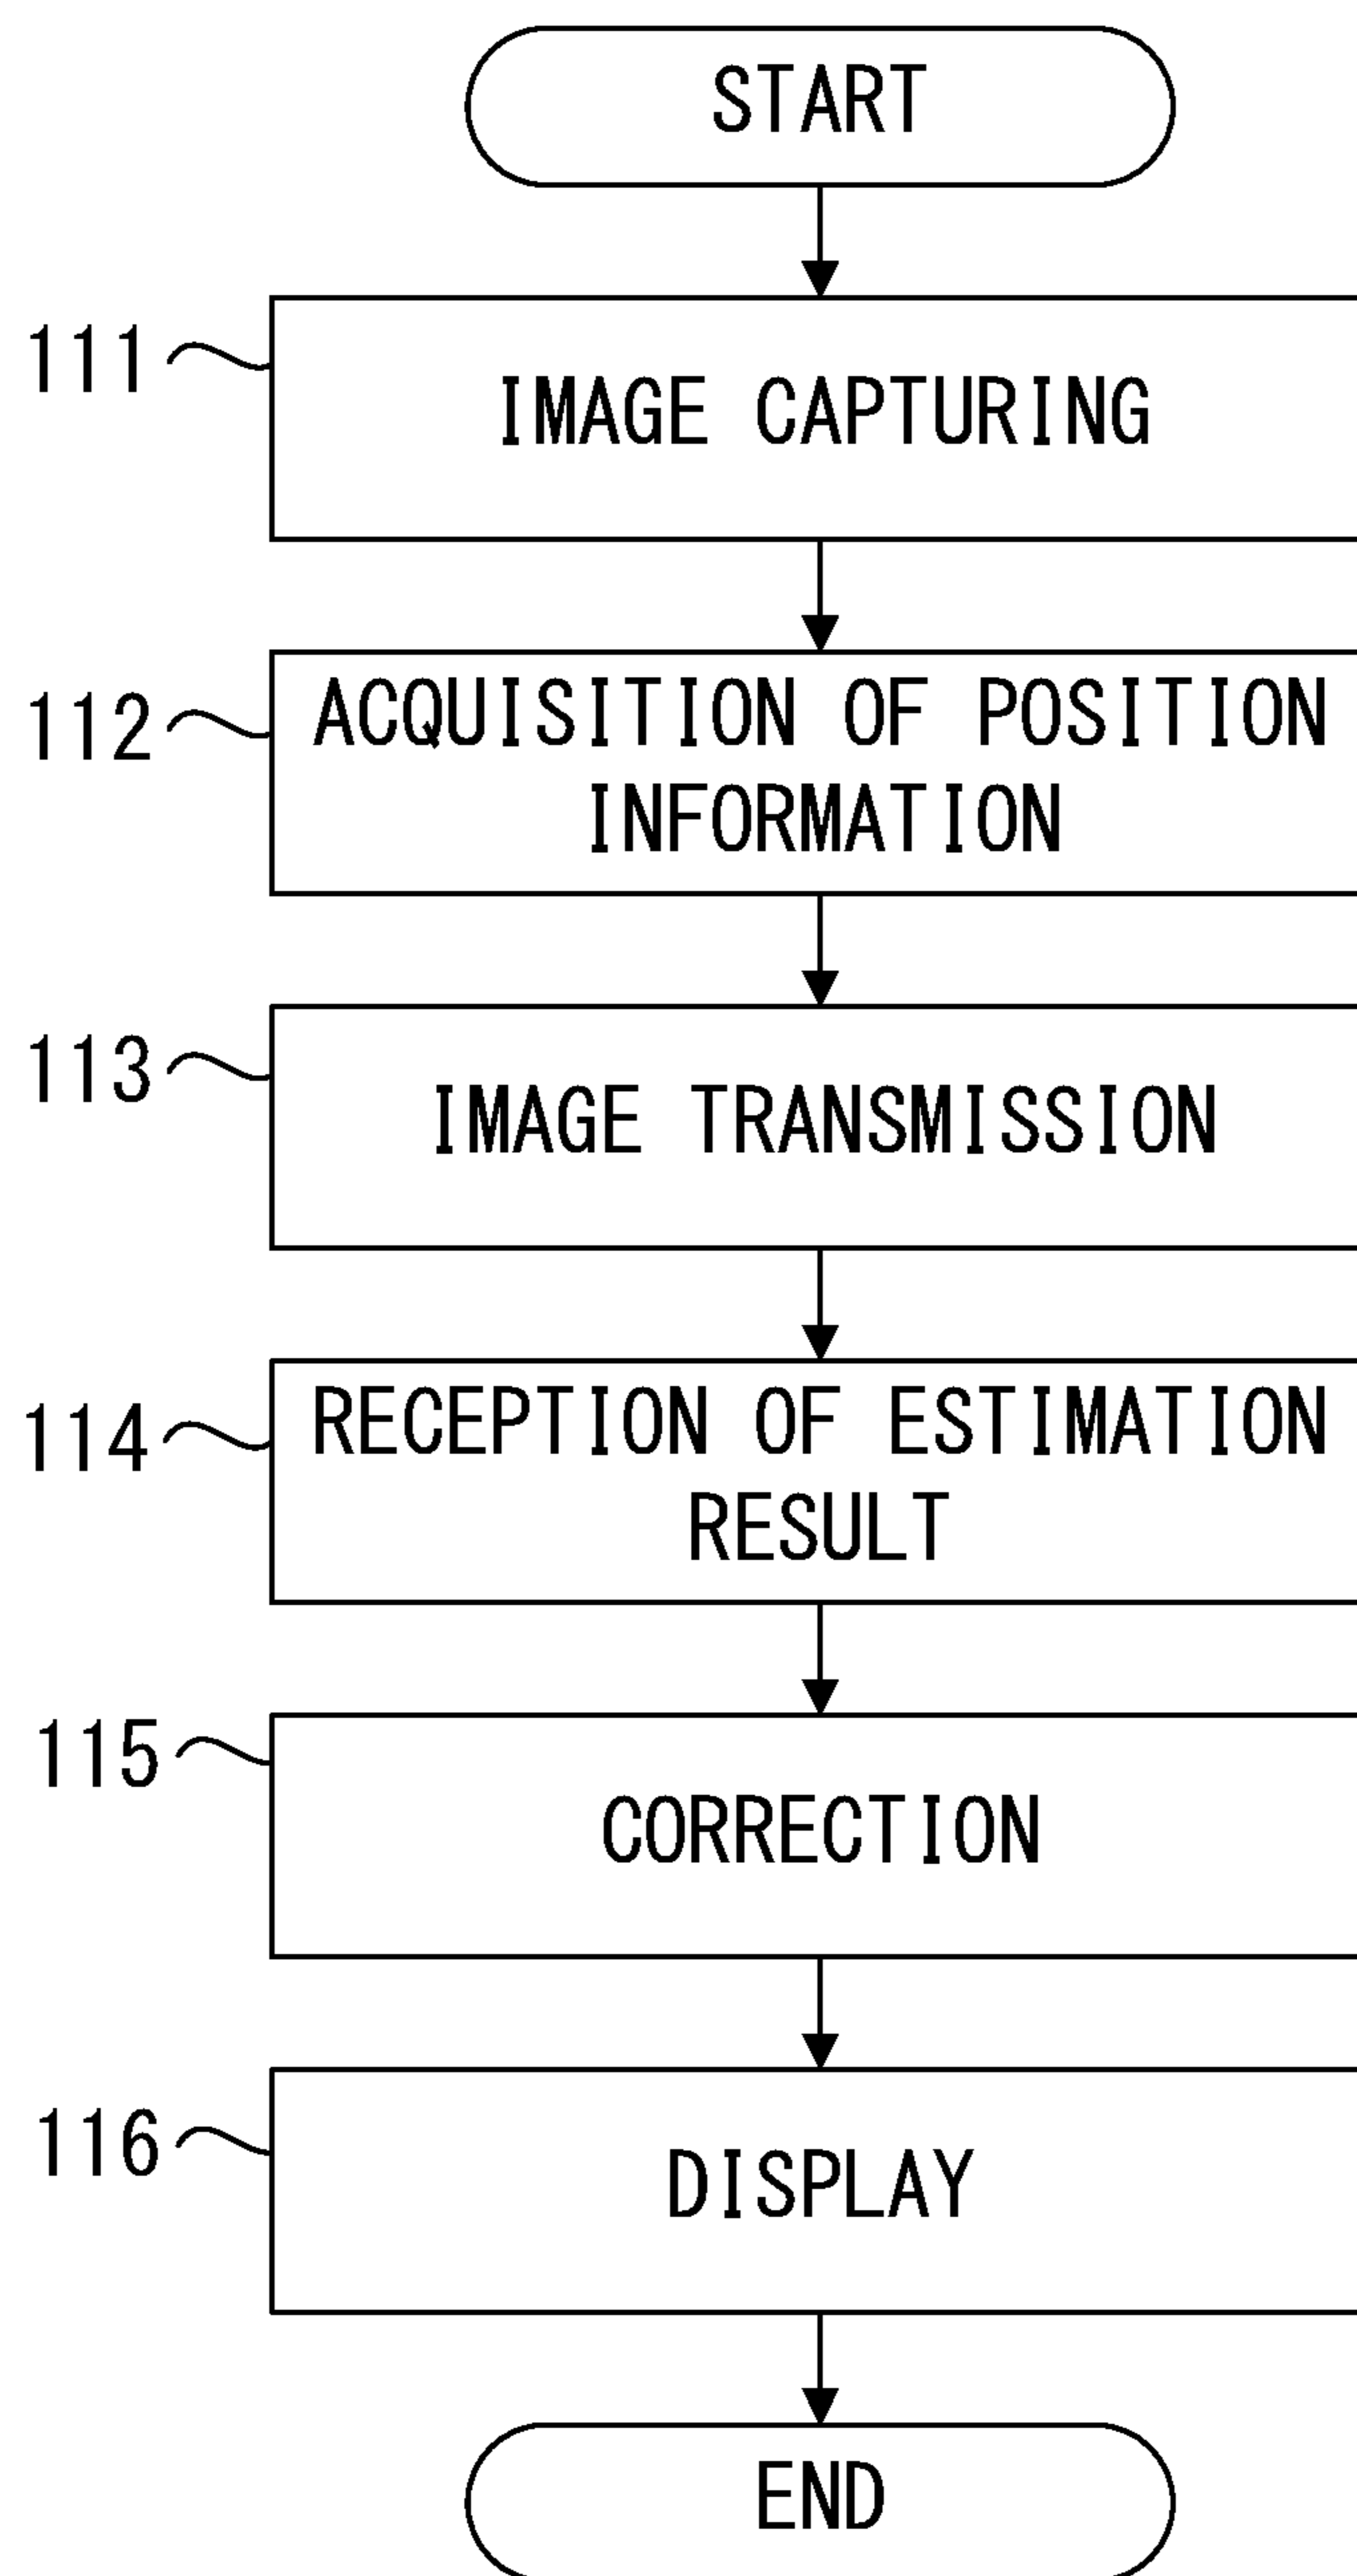 START
111
IMAGE CAPTURING
112
ACQUISITION OF POSITION
INFORMATION
113
IMAGE TRANSMISSION
114
RECEPTION OF ESTIMATION
RESULT
115
CORRECTION
116
DISPLAY
END